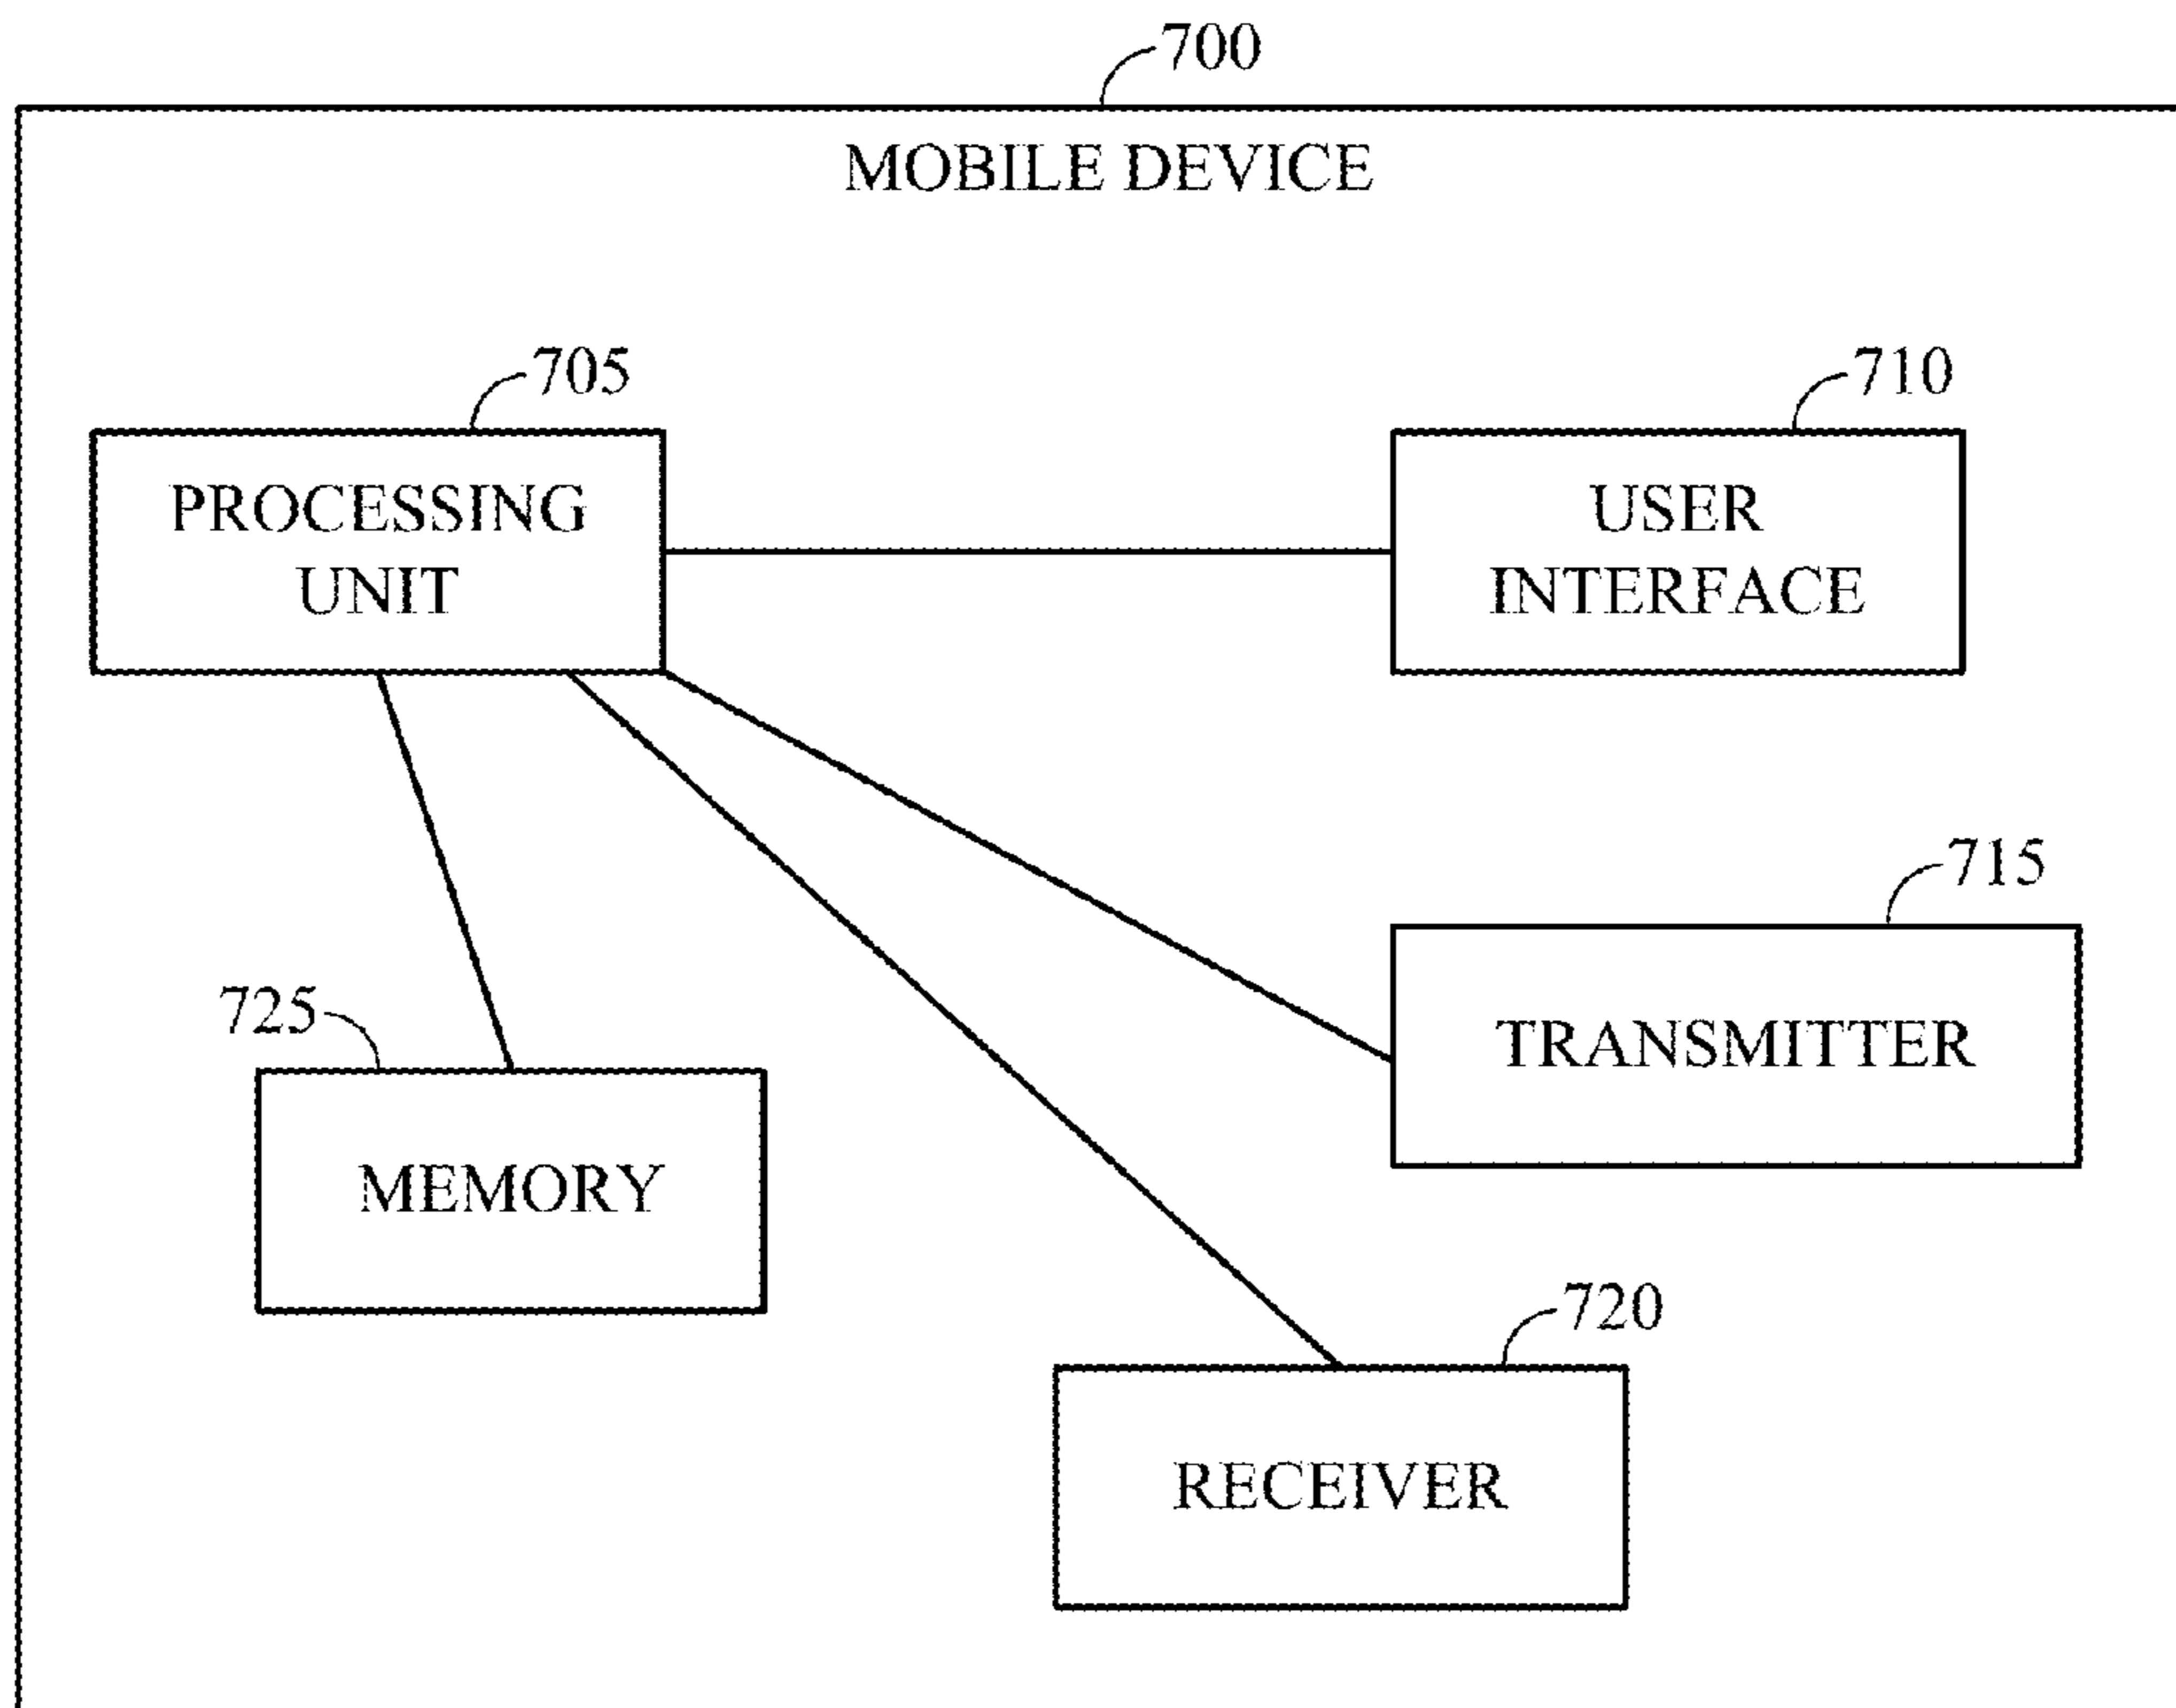 700
MOBILE DEVICE
705
710
PROCESSING
UNIT
USER
INTERFACE
715
TRANSMITTER
725
MEMORY
720
RECEIVER